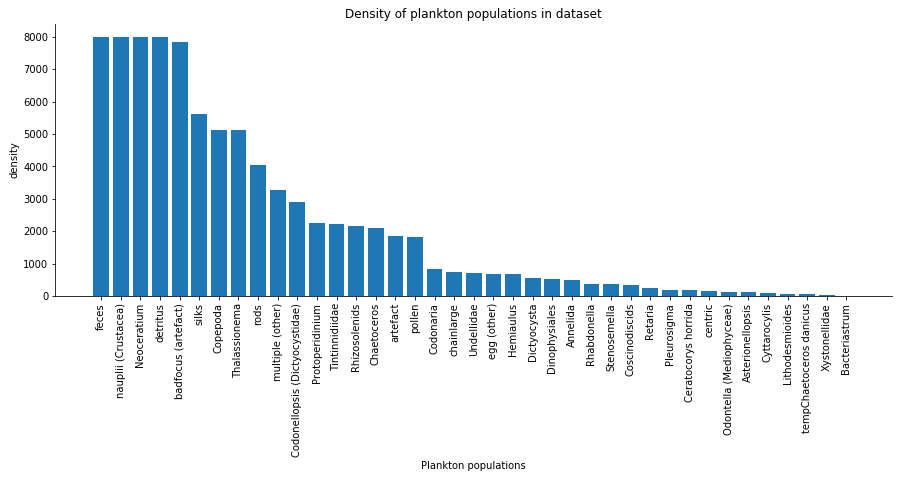 Density of plankton populations in dataset
density
8000
7000
6000
5000
4000
3000
2000
1000
0
feces
nauplii (Crustacea)
Neoceratium
detritus
badfocus (artefact)
silks
Copepoda
Thalassionema
rods
multiple (other)
Codonellopsis (Dictyocystidae)
Protoperidinium
Tintinnidiidae
Rhizosolenids
Chaetoceros
artefact
pollen
Codonaria
chainlarge
Undellidae
egg (other)
Hemiaulus
Dictyocysta
Dinophysiales
Annelida
Rhabdonella
Stenosemella
Coscinodiscids
Retaria
Pleurosigma
Ceratocorys horrida
centric
Odontella (Mediophyceae)
Asterionellopsis
Cyttarocylis
Lithodesmioides
tempChaetoceros danicus
Xystonellidae
Bacteriastrum
Plankton populations